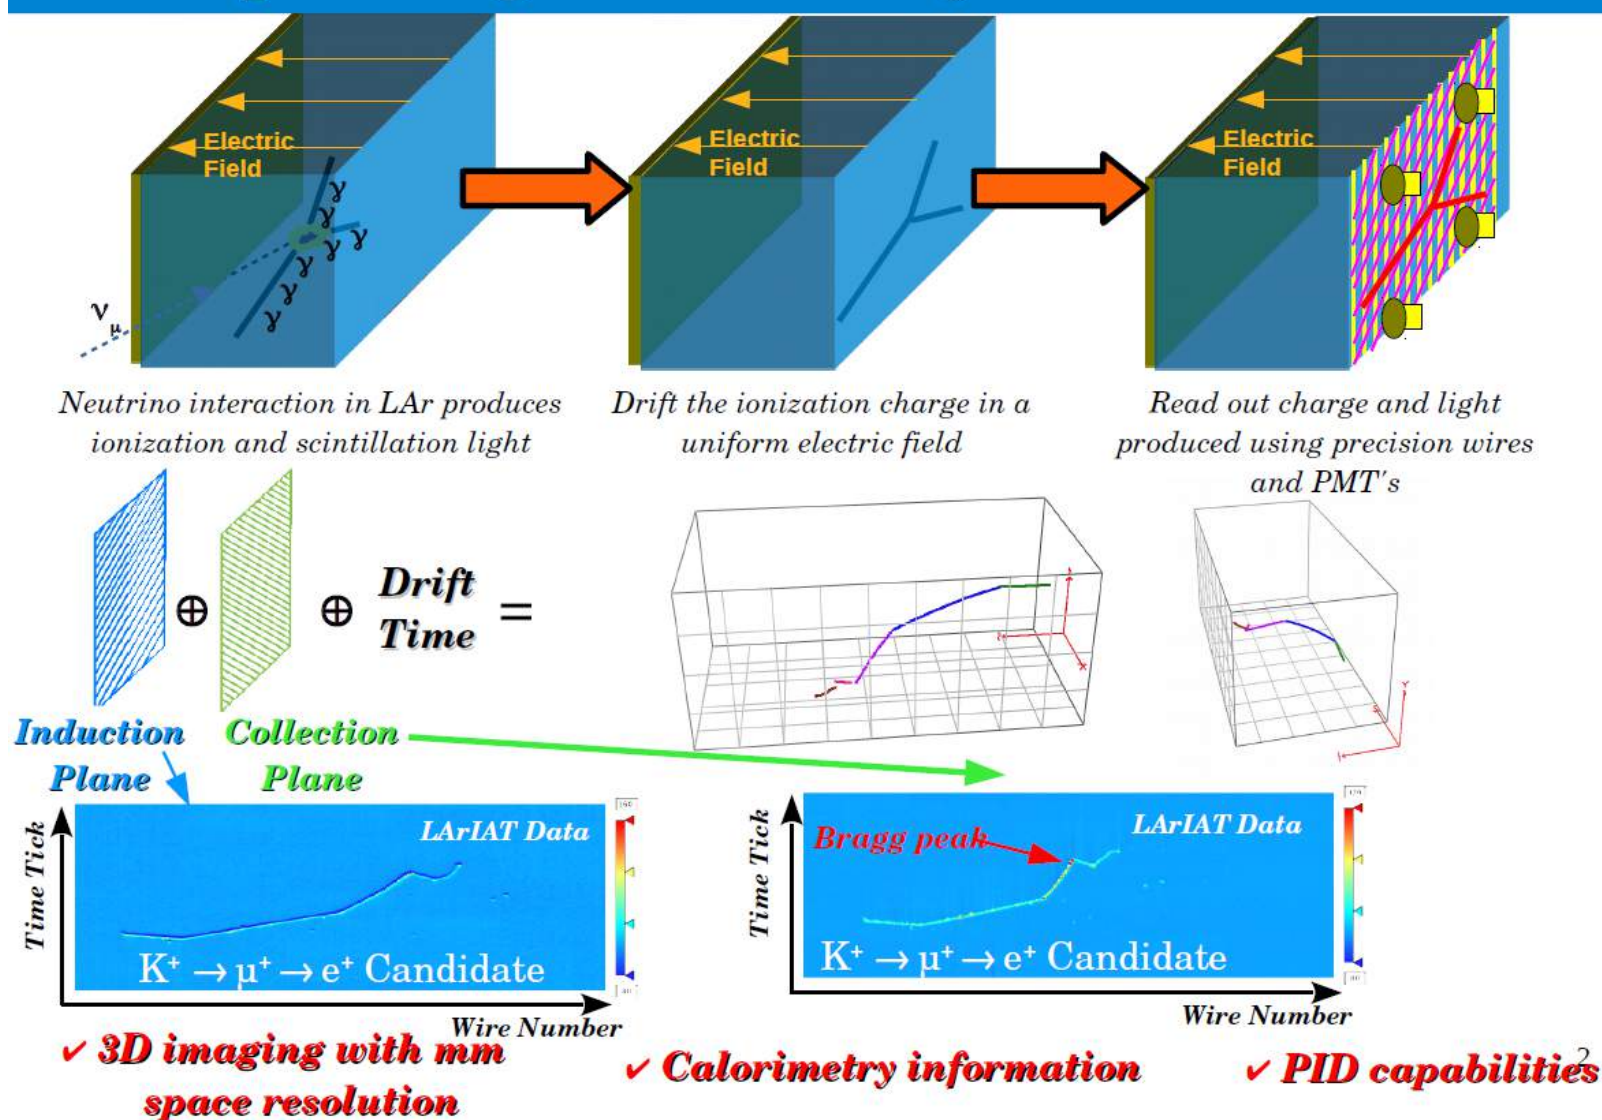 Electric
Field
Electric
Field
Electric
Field
γ
γ
γ
γ
γ
γ
γ
ν
μ
Neutrino interaction in LAr produces
ionization and scintillation light
Drift the ionization charge in a
uniform electric field
Read out charge and light
produced using precision wires
and PMT's
⊕
⊕
Drift
Time
=
Induction
Plane
Collection
Plane
Time Tick
LArIAT Data
K⁺ → μ⁺ → e⁺ Candidate
Wire Number
Time Tick
Bragg peak
LArIAT Data
K⁺ → μ⁺ → e⁺ Candidate
Wire Number
✓ 3D imaging with mm
space resolution
✓ Calorimetry information
✓ PID capabilities
2